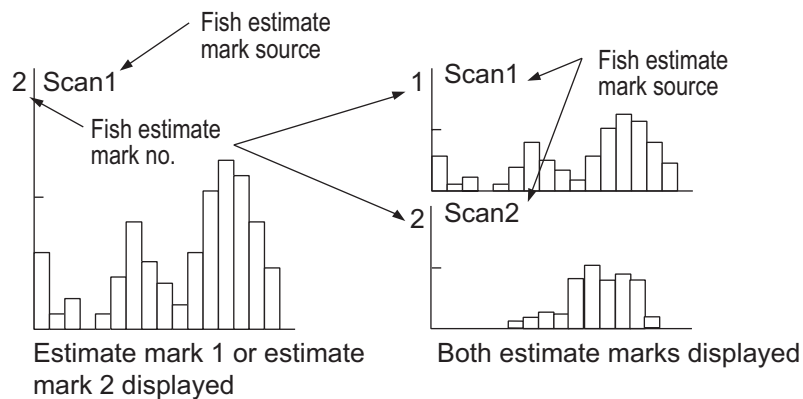 Fish estimate
mark source
2 Scan1
Fish estimate
mark no.
Estimate mark 1 or estimate
mark 2 displayed
1 Scan1
Fish estimate
mark source
2 Scan2
Both estimate marks displayed